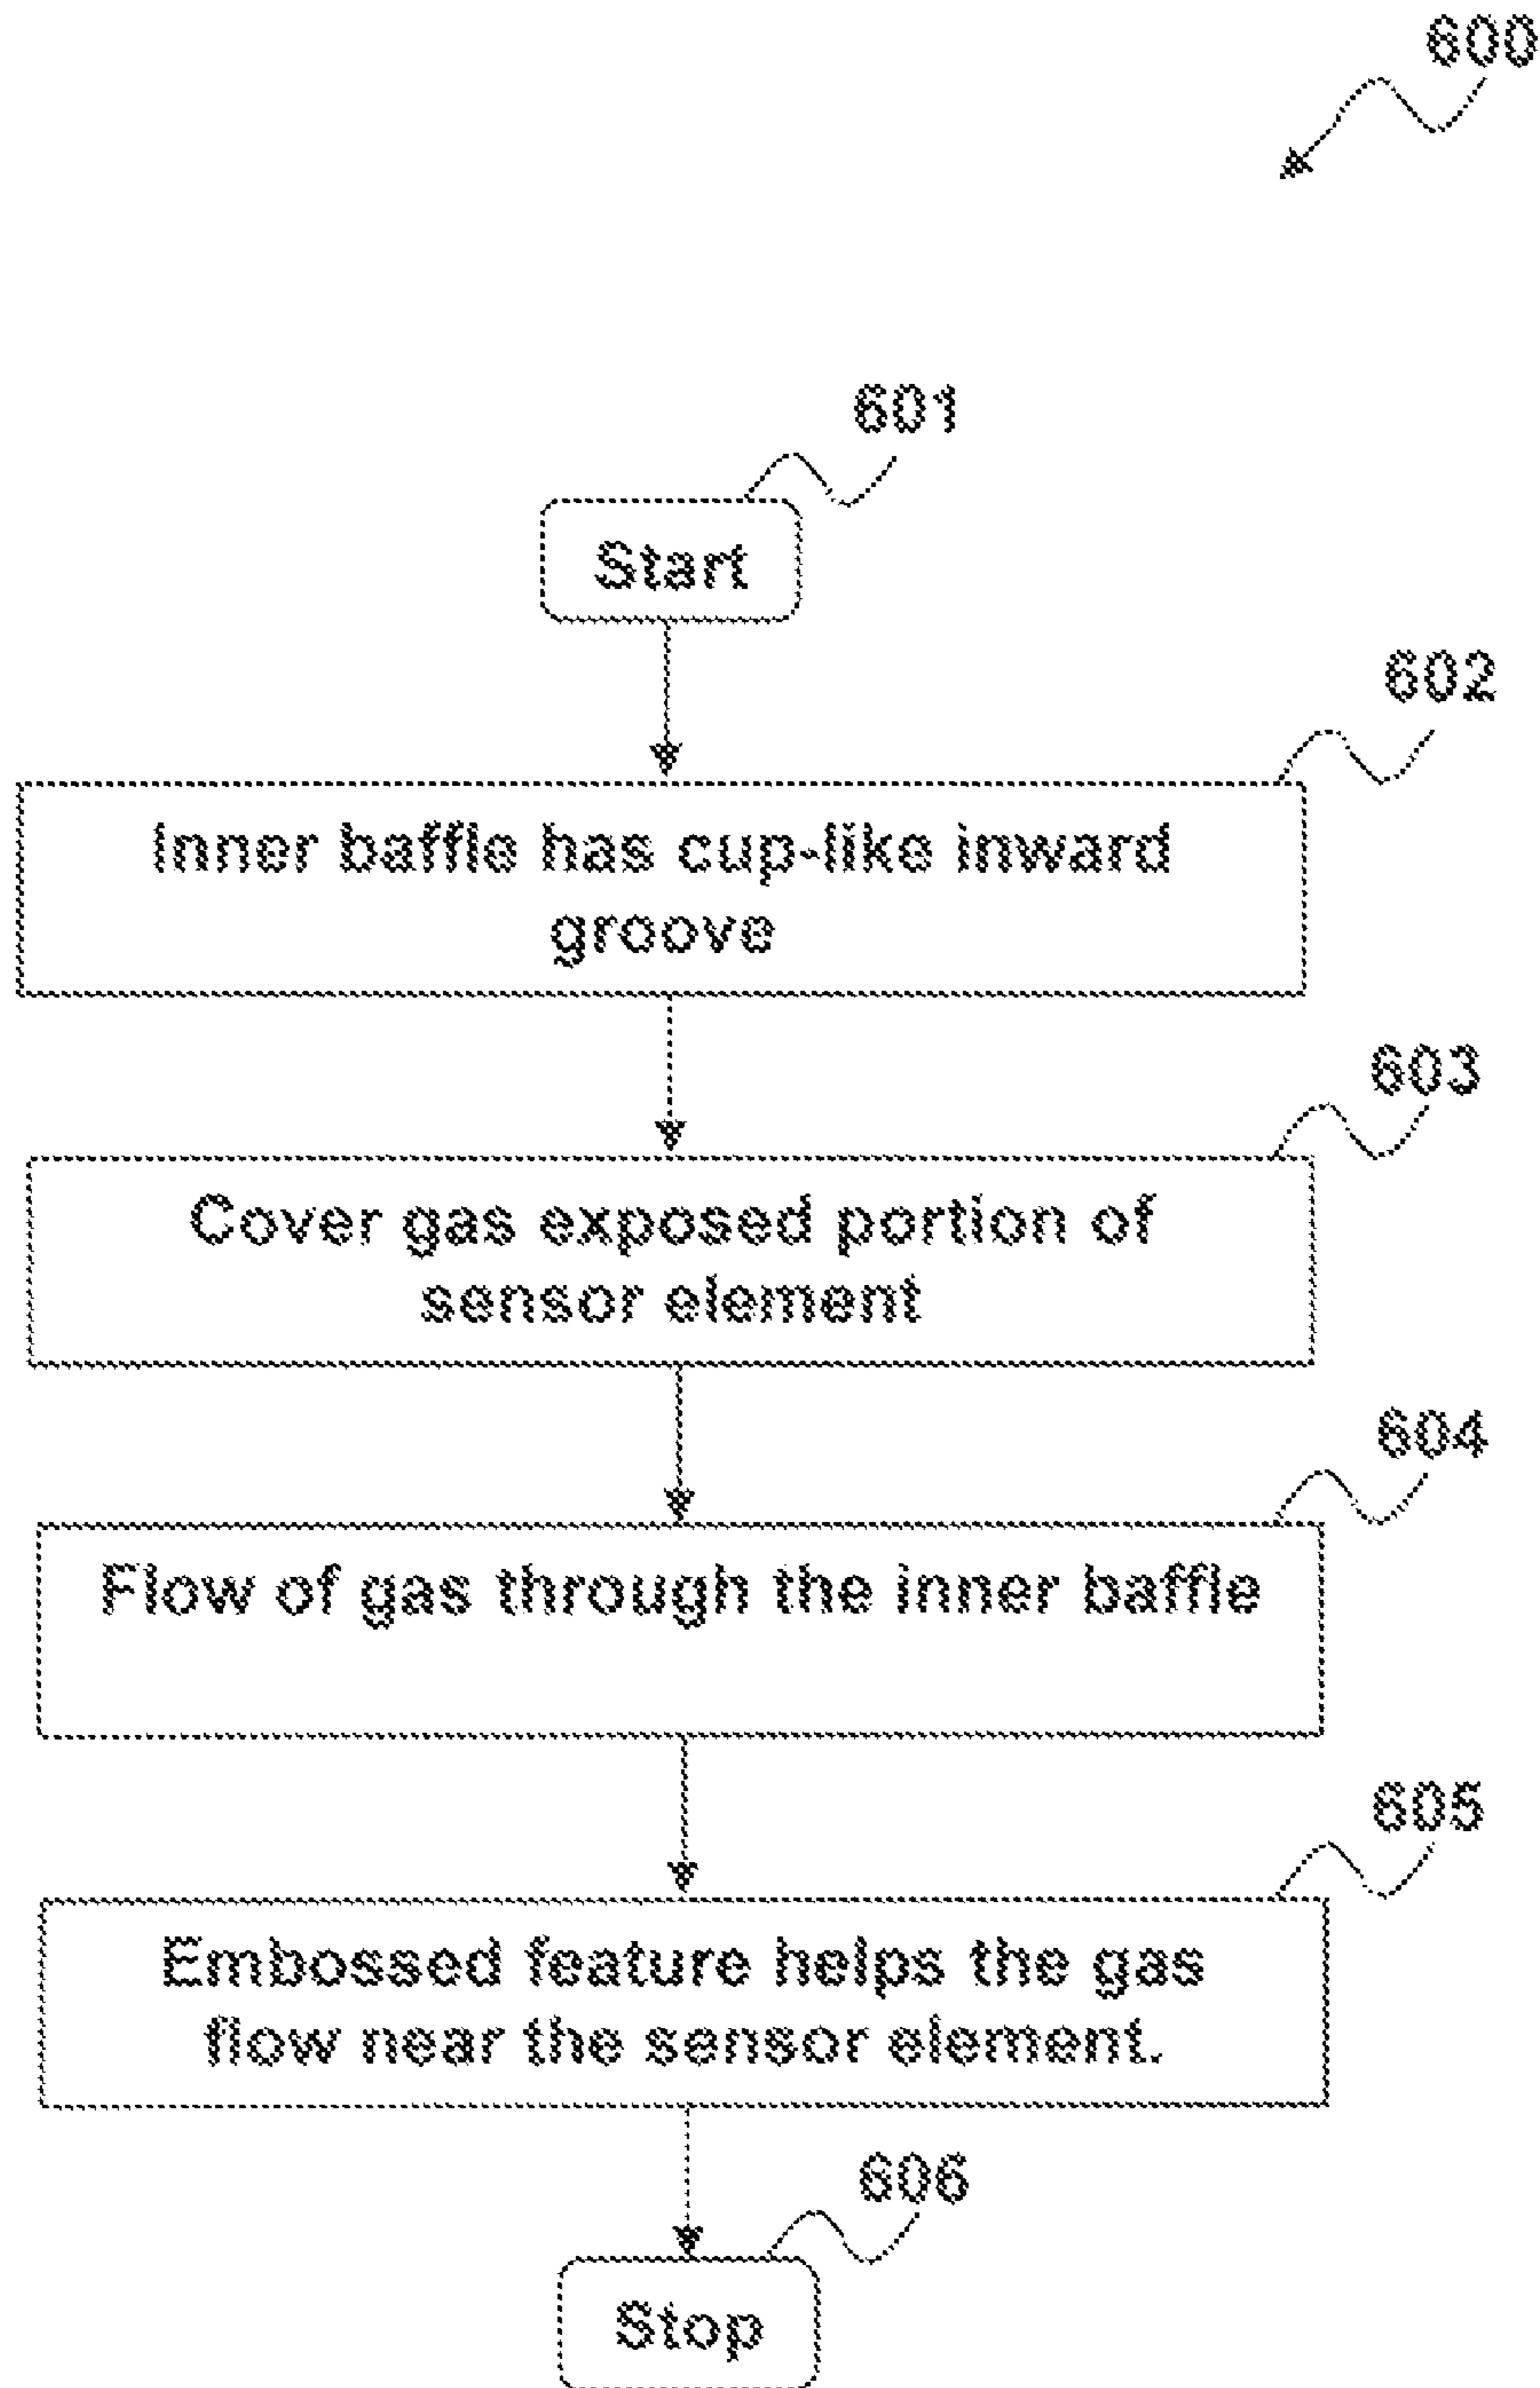 600
601
Start
602
Inner baffle has cup-like inward
groove
603
Cover gas exposed portion of
sensor element
604
Flow of gas through the inner baffle
605
Embossed feature helps the gas
flow near the sensor element.
606
Stop